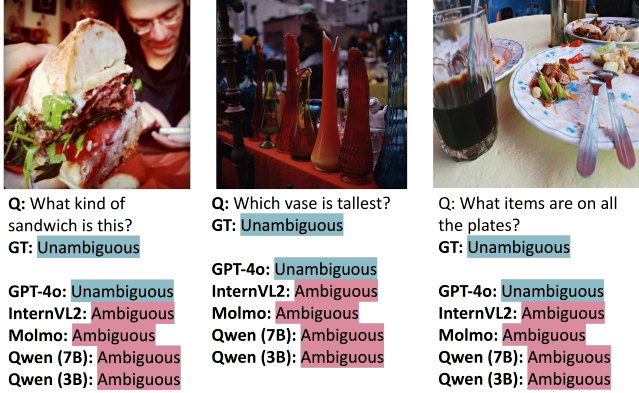 Q: What kind of
sandwich is this?
GT: Unambiguous
GPT-4o: Unambiguous
InternVL2: Ambiguous
Molmo: Ambiguous
Qwen (7B): Ambiguous
Qwen (3B): Ambiguous
Q: Which vase is tallest?
GT: Unambiguous
GPT-4o: Unambiguous
InternVL2: Ambiguous
Molmo: Ambiguous
Qwen (7B): Ambiguous
Qwen (3B): Ambiguous
Q: What items are on all
the plates?
GT: Unambiguous
GPT-4o: Unambiguous
InternVL2: Ambiguous
Molmo: Ambiguous
Qwen (7B): Ambiguous
Qwen (3B): Ambiguous